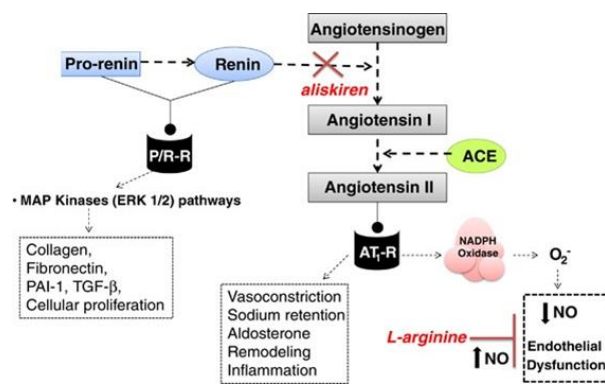 Angiotensinogen
Pro-renin
Renin
aliskiren
Angiotensin I
P/R-R
ACE
• MAP Kinases (ERK 1/2) pathways
Angiotensin II
Collagen,
Fibronectin,
PAI-1, TGF-β,
Cellular proliferation
AT₁-R
NADPH
Oxidase
O₂⁻
Vasoconstriction
Sodium retention
Aldosterone
Remodeling
Inflammation
L-arginine
NO
NO
Endothelial
Dysfunction